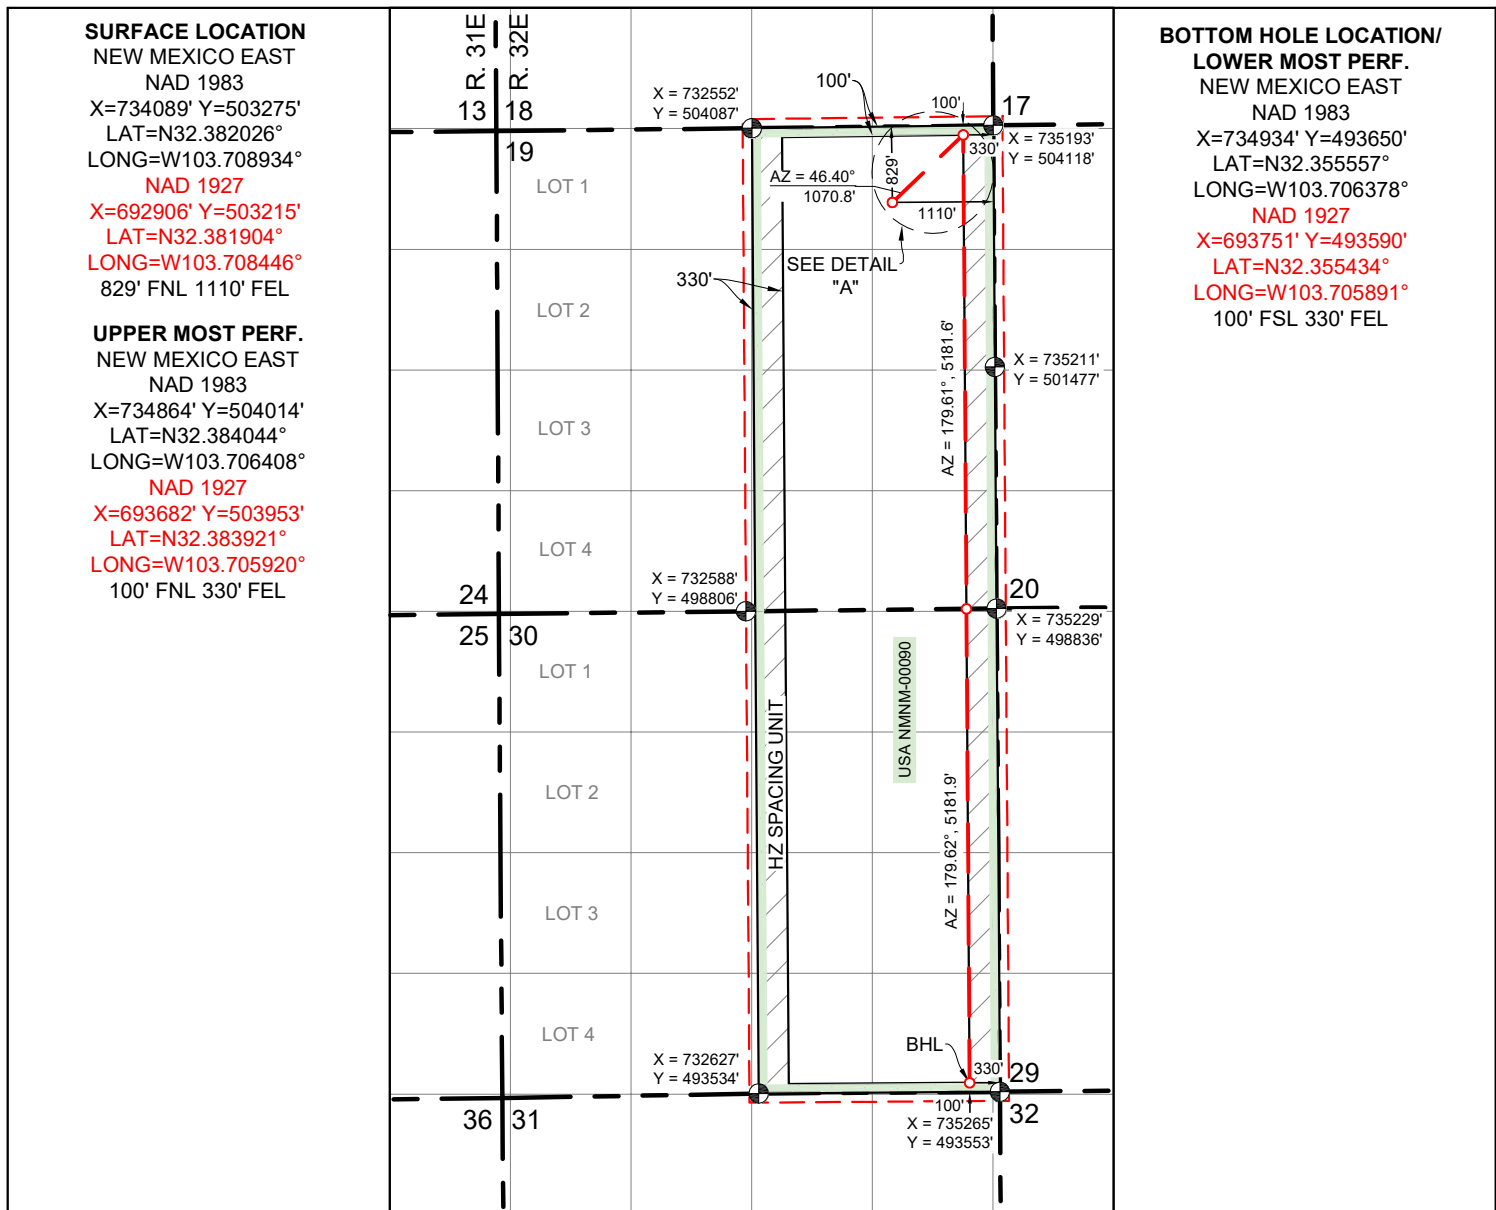 SURFACE LOCATION
NEW MEXICO EAST
NAD 1983
X=734089' Y=503275'
LAT=N32.382026°
LONG=W103.708934°
NAD 1927
X=692906' Y=503215'
LAT=N32.381904°
LONG=W103.708446°
829' FNL 1110' FEL
UPPER MOST PERF.
NEW MEXICO EAST
NAD 1983
X=734864' Y=504014'
LAT=N32.384044°
LONG=W103.706408°
NAD 1927
X=693682' Y=503953'
LAT=N32.383921°
LONG=W103.705920°
100' FNL 330' FEL
R. 31E
R. 32E
13 18
19
X = 732552'
Y = 504087'
100'
100'
17
X = 735193'
Y = 504118'
330'
829'
AZ = 46.40°
1070.8'
1110'
LOT 1
SEE DETAIL
"A"
330'
LOT 2
AZ = 179.61°, 5181.6'
X = 735211'
Y = 501477'
LOT 3
LOT 4
X = 732588'
Y = 498806'
24
25 30
20
X = 735229'
Y = 498836'
LOT 1
USA NMNM-00090
HZ SPACING UNIT
LOT 2
AZ = 179.62°, 5181.9'
LOT 3
LOT 4
BHL
X = 732627'
Y = 493534'
330'
29
100'
32
36 31
X = 735265'
Y = 493553'
BOTTOM HOLE LOCATION/
LOWER MOST PERF.
NEW MEXICO EAST
NAD 1983
X=734934' Y=493650'
LAT=N32.355557°
LONG=W103.706378°
NAD 1927
X=693751' Y=493590'
LAT=N32.355434°
LONG=W103.705891°
100' FSL 330' FEL